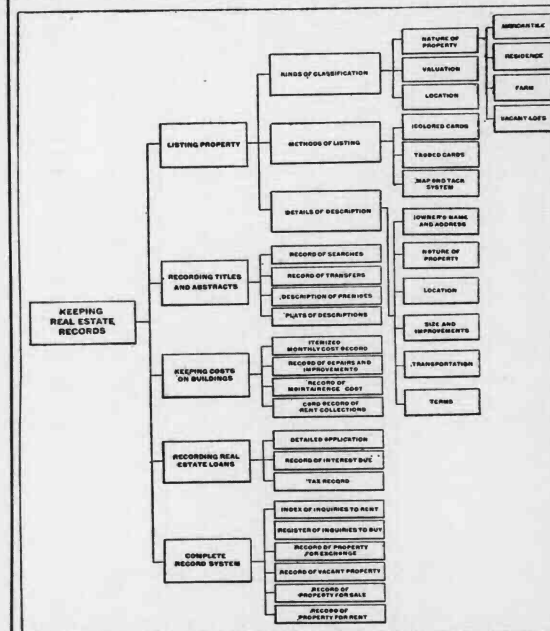 KEEPING
REAL ESTATE
RECORDS
LISTING PROPERTY
KINDS OF CLASSIFICATION
NATURE OF
PROPERTY
MERCANTILE
RESIDENCE
FARM
VACANT LOTS
VALUATION
LOCATION
METHODS OF LISTING
COLORED CARDS
TAGGED CARDS
MAP AND TACK
SYSTEM
DETAILS OF DESCRIPTION
OWNER'S NAME
AND ADDRESS
NATURE OF
PROPERTY
LOCATION
SIZE AND
IMPROVEMENTS
TRANSPORTATION
TERMS
RECORDING TITLES
AND ABSTRACTS
RECORD OF SEARCHES
RECORD OF TRANSFERS
DESCRIPTION OF PREMISES
PLATS OF DESCRIPTIONS
KEEPING COSTS
ON BUILDINGS
ITEMIZED
MONTHLY COST RECORD
RECORD OF REPAIRS AND
IMPROVEMENTS
RECORD OF
MAINTAINENCE COST
CARD RECORD OF
RENT COLLECTIONS
RECORDING REAL
ESTATE LOANS
DETAILED APPLICATION
RECORD OF INTEREST DUE
TAX RECORD
COMPLETE
RECORD SYSTEM
INDEX OF INQUIRIES TO RENT
REGISTER OF INQUIRIES TO BUY
RECORD OF PROPERTY
FOR EXCHANGE
RECORD OF VACANT PROPERTY
RECORD OF
PROPERTY FOR SALE
RECORD OF
PROPERTY FOR RENT